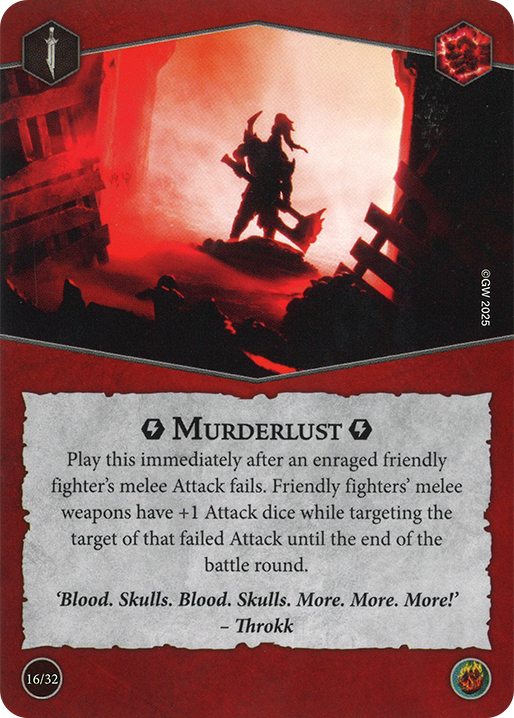 ©GW 2025
MURDERLUST
Play this immediately after an enraged friendly
fighter's melee Attack fails. Friendly fighters' melee
weapons have +1 Attack dice while targeting the
target of that failed Attack until the end of the
battle round.
‘Blood. Skulls. Blood. Skulls. More. More. More!’
– Throkk
16/32